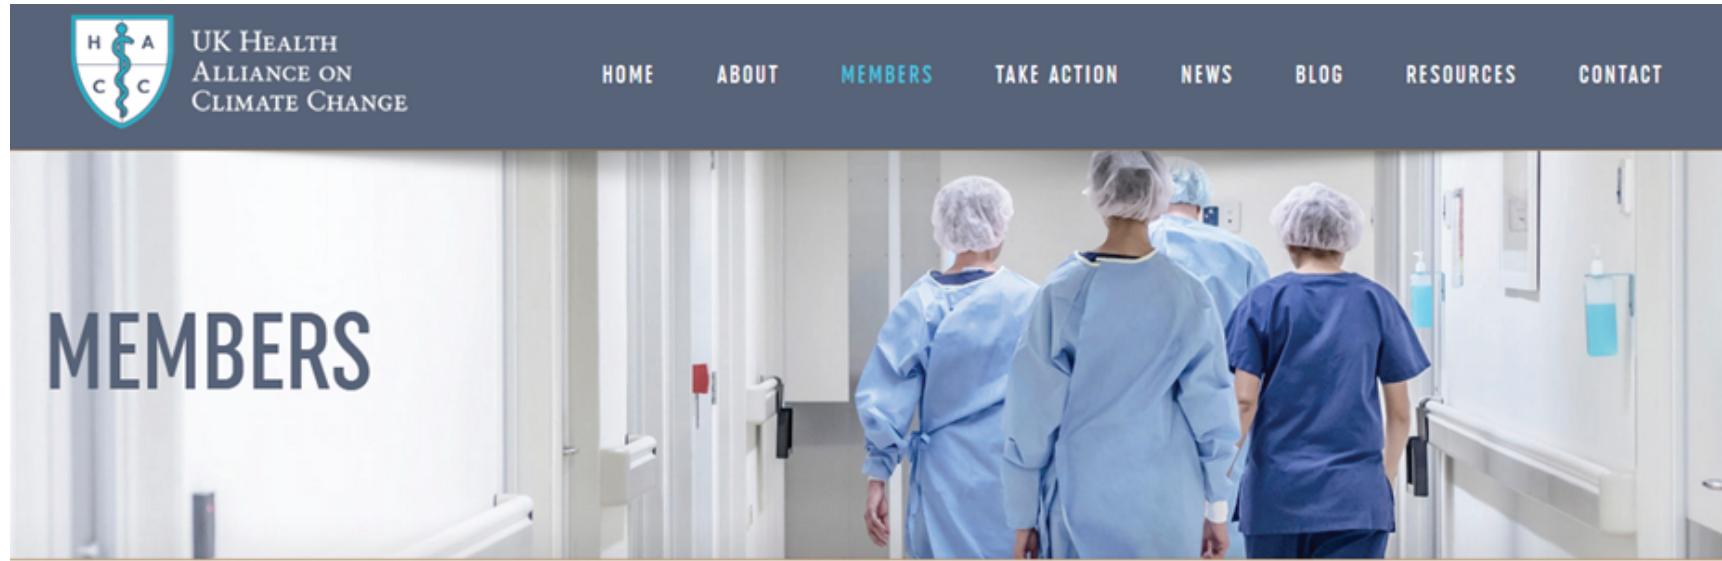 H A
C C
UK HEALTH
ALLIANCE ON
CLIMATE CHANGE
HOME ABOUT MEMBERS TAKE ACTION NEWS BLOG RESOURCES CONTACT
MEMBERS